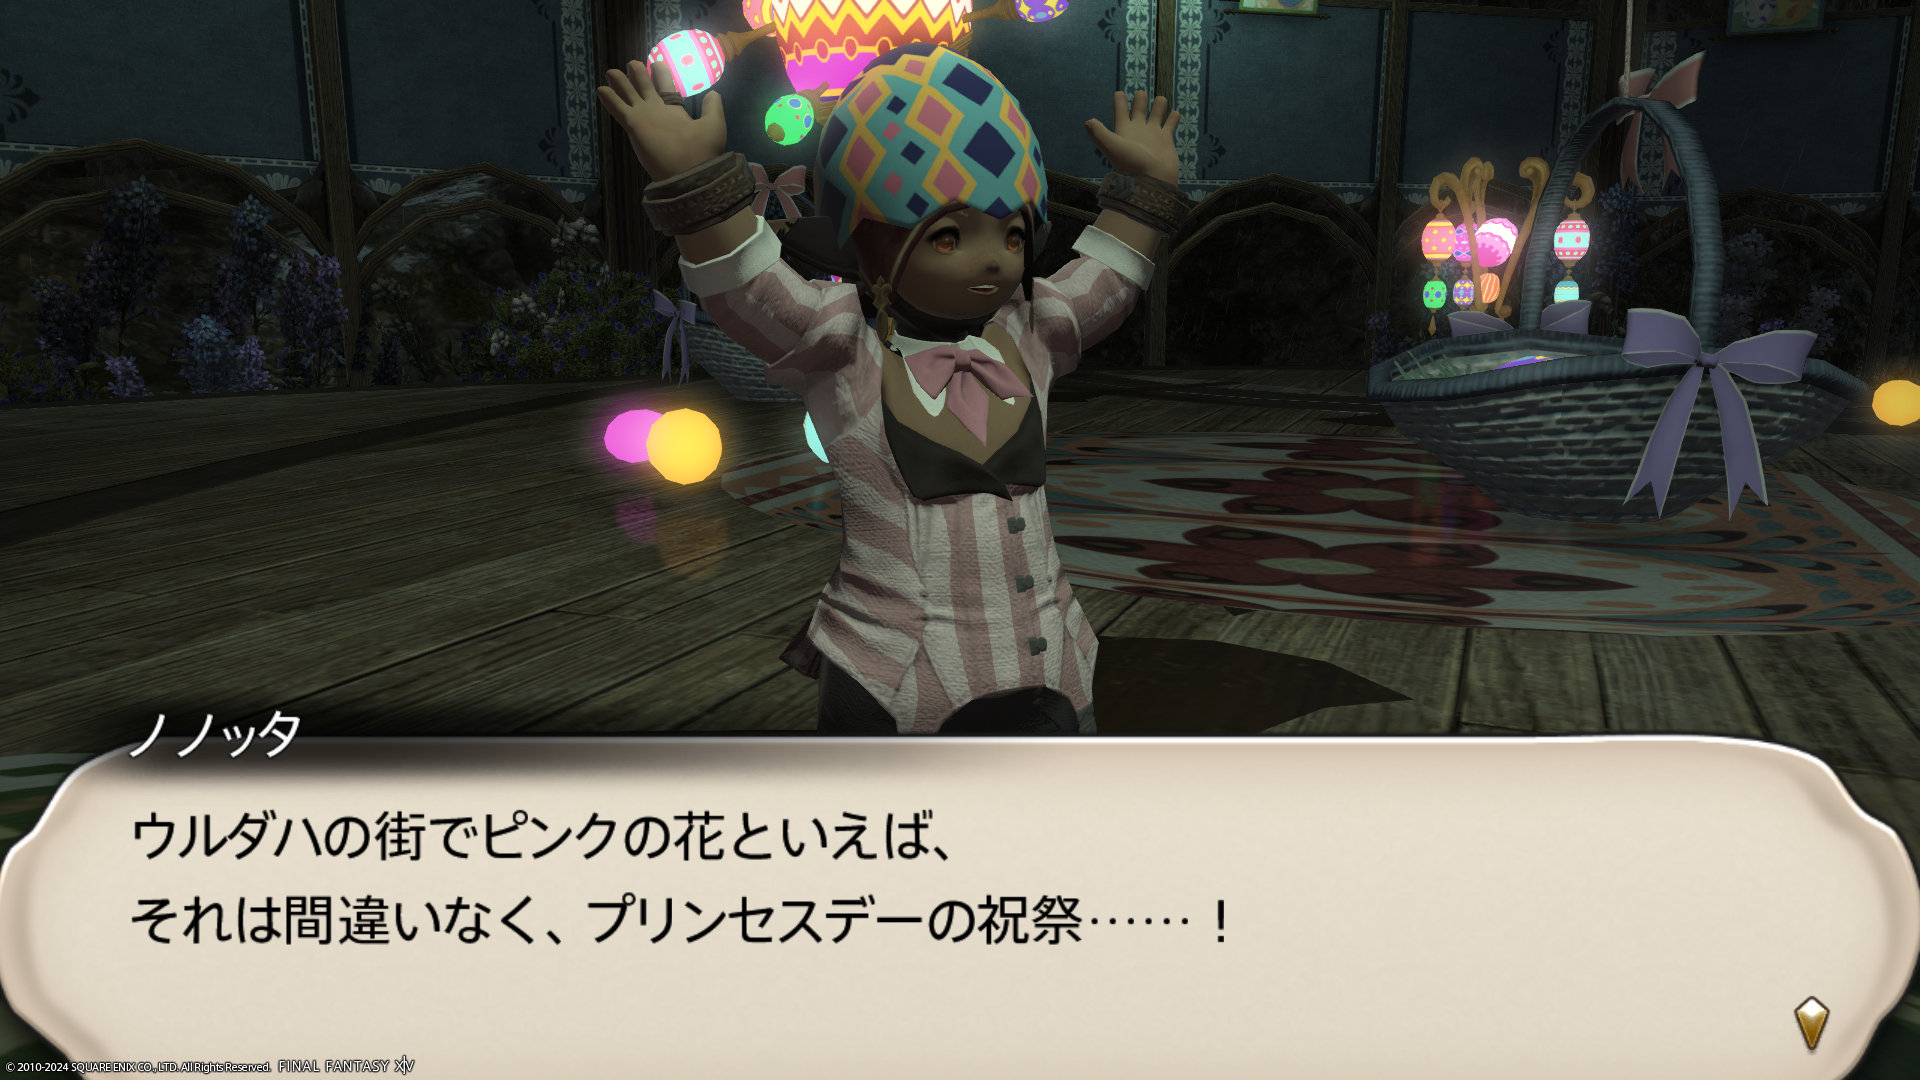 ノノッタ
ウルダハの街でピンクの花といえば、
それは間違いなく、プリンセスデーの祝祭……！
© 2010-2024 SQUARE ENIX CO., LTD. All Rights Reserved. FINAL FANTASY XIV